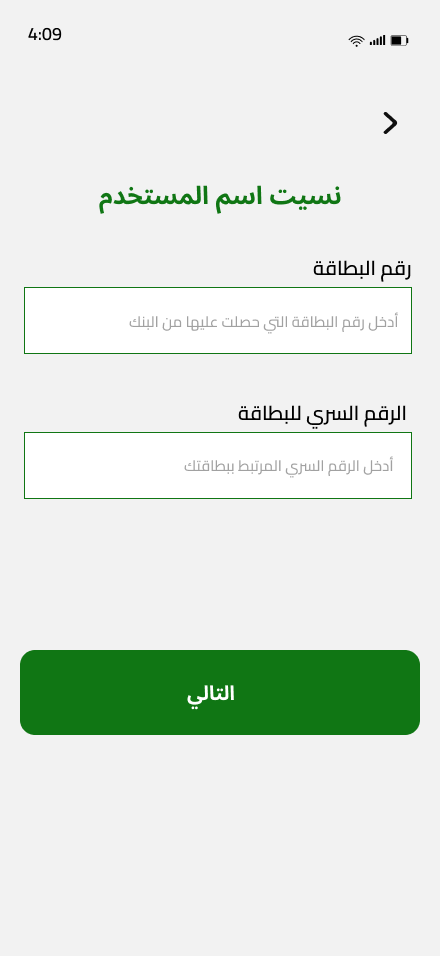 4:09
نسيت اسم المستخدم
رقم البطاقة
أدخل رقم البطاقة التي حصلت عليها من البنك
الرقم السري للبطاقة
أدخل الرقم السري المرتبط ببطاقتك
التالي